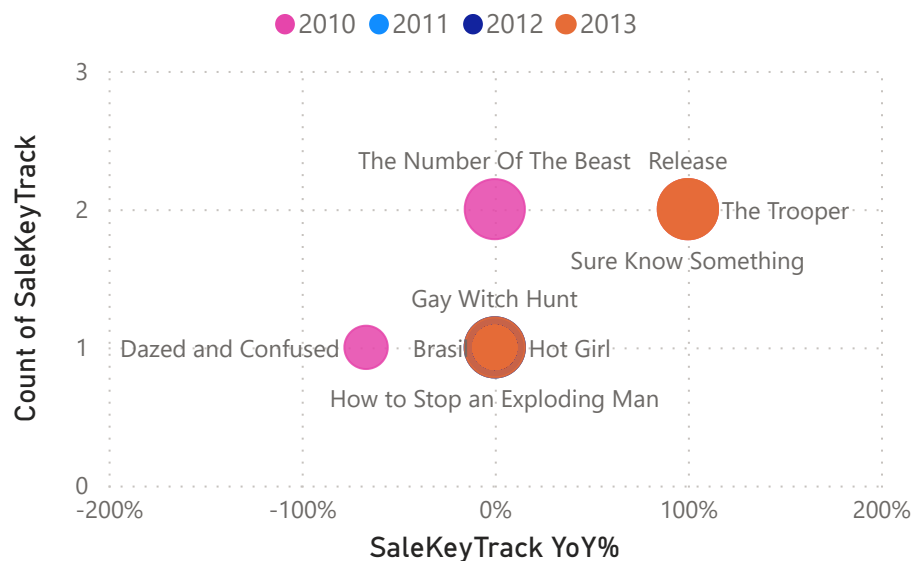 2010 2011 2012 2013
3
The Number Of The Beast Release
2
The Trooper
Sure Know Something
Gay Witch Hunt
Dazed and Confused
1
Brasil
Hot Girl
How to Stop an Exploding Man
0
-200% -100% 0% 100% 200%
SaleKeyTrack YoY%
Count of SaleKeyTrack